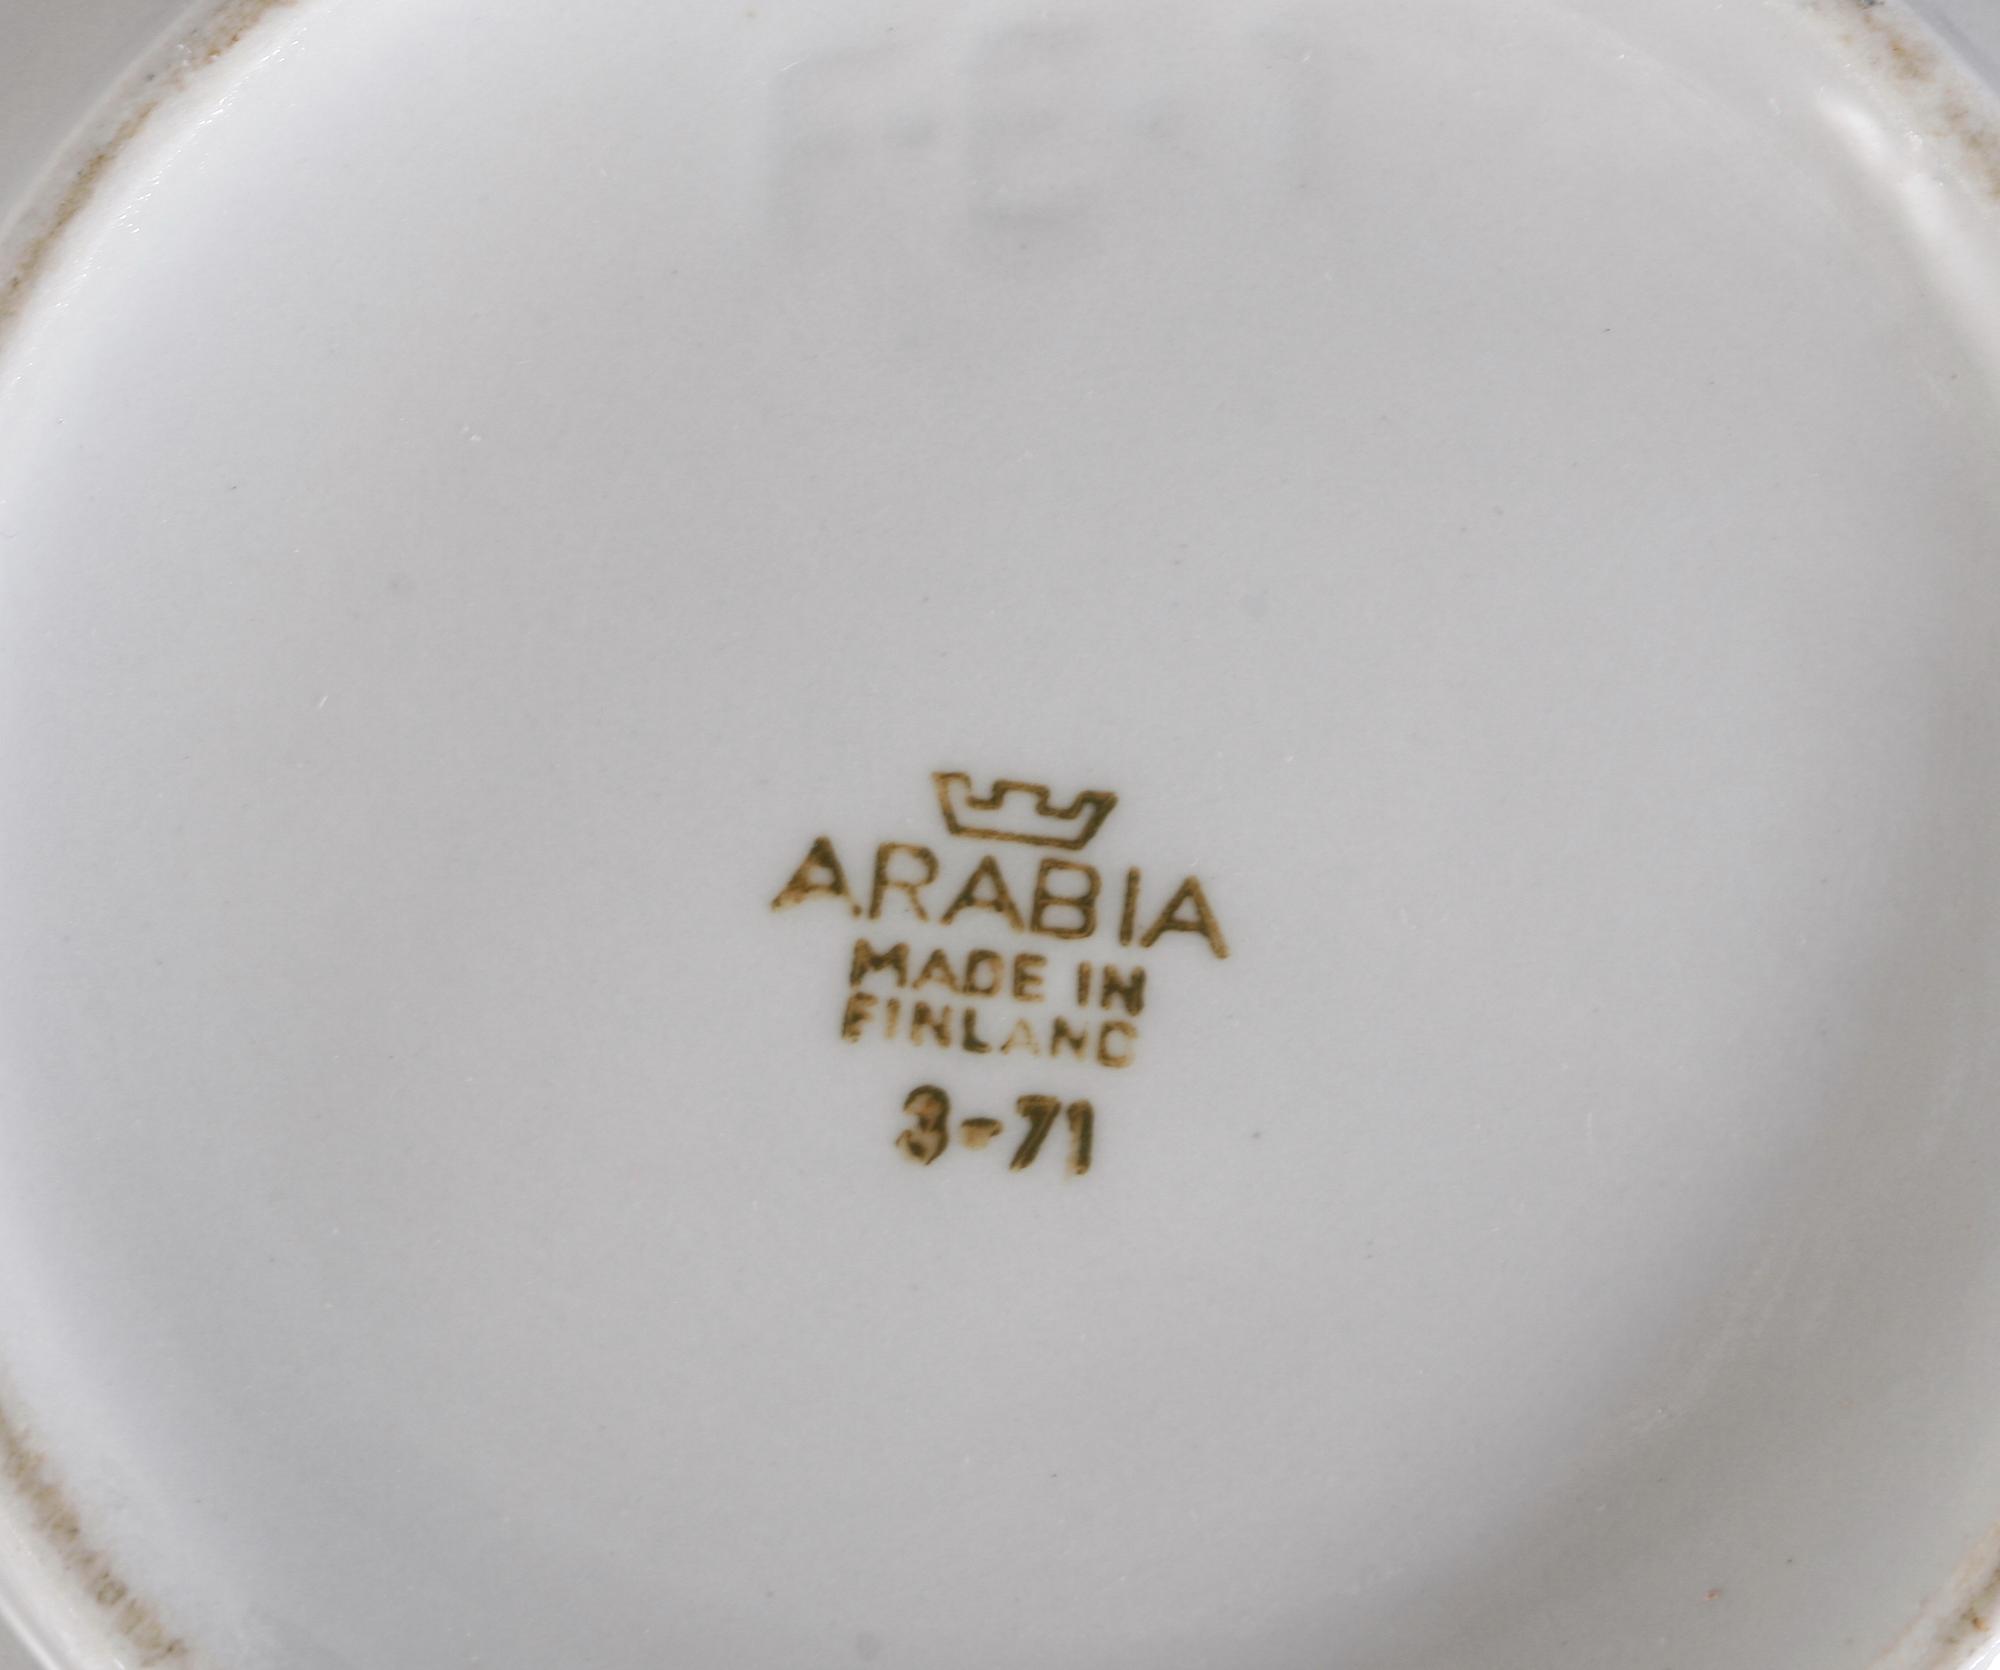 ARABIA
MADE IN
FINLAND
3-71